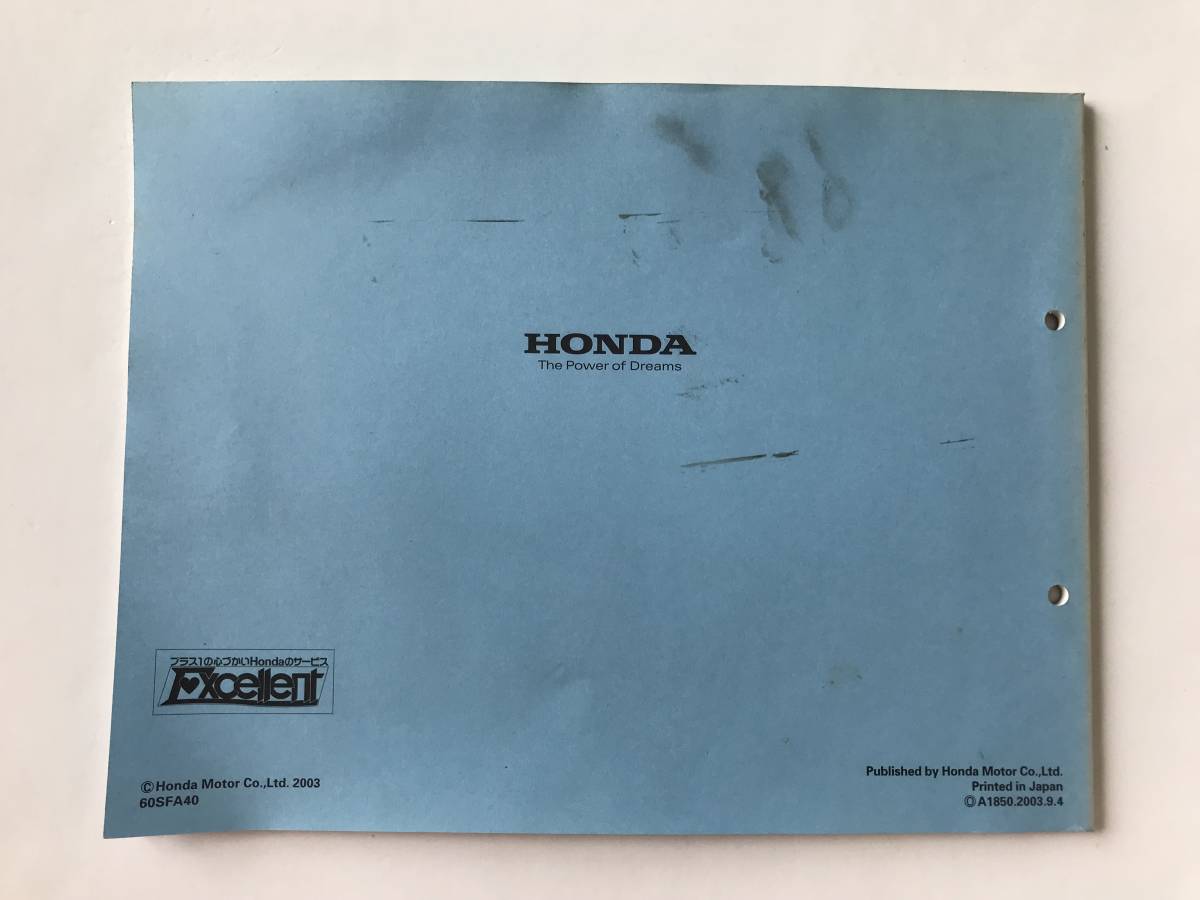 HONDA
The Power of Dreams
プラス1の心づかいHondaのサービス
Excellent
©Honda Motor Co.,Ltd. 2003
60SFA40
Published by Honda Motor Co.,Ltd.
Printed in Japan
Ⓞ A1850.2003.9.4